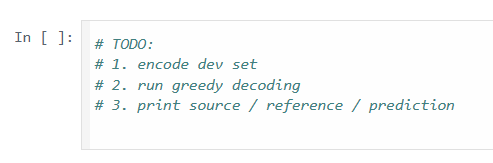 In [ ]:
# TODO:
# 1. encode dev set
# 2. run greedy decoding
# 3. print source / reference / prediction